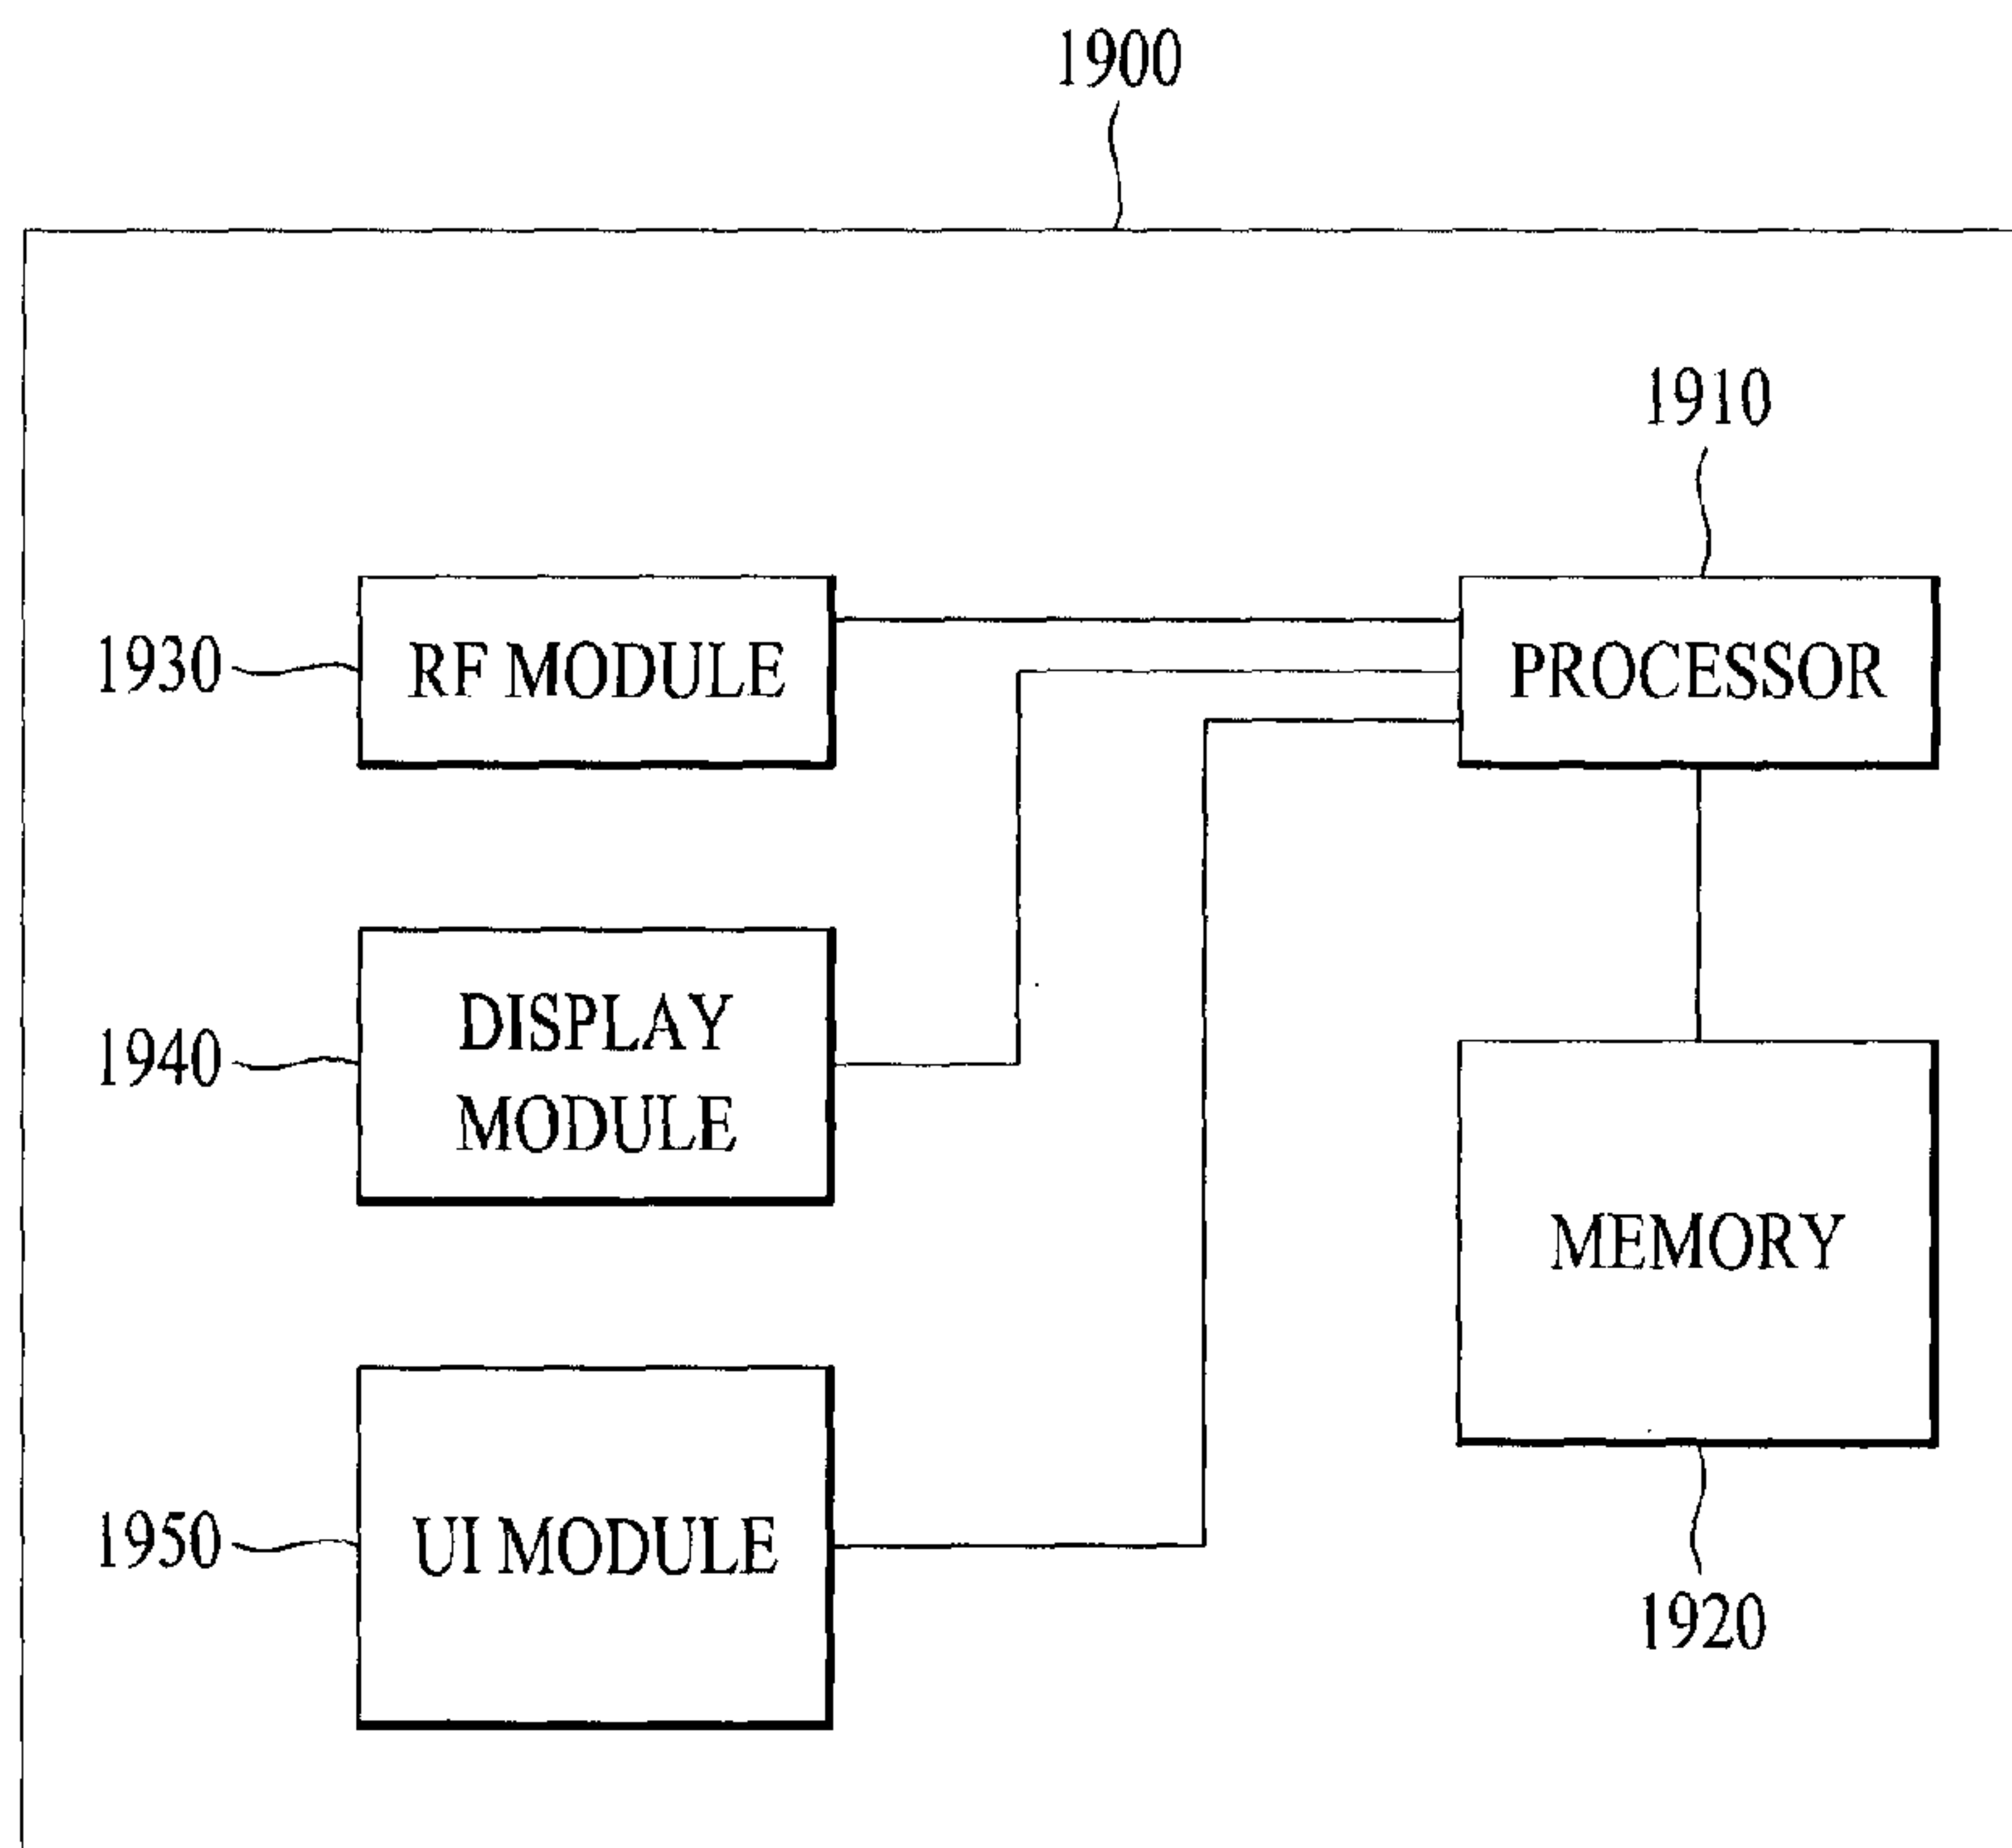 1900
1910
1930
RF MODULE
PROCESSOR
1940
DISPLAY
MODULE
MEMORY
1950
UI MODULE
1920